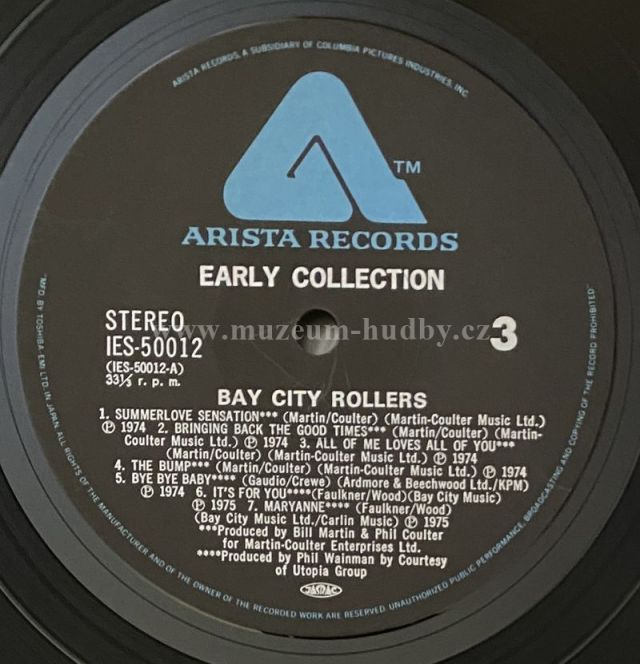 ARISTA RECORDS, A SUBSIDIARY OF COLUMBIA PICTURES INDUSTRIES, INC.
TM
ARISTA RECORDS
EARLY COLLECTION
STEREO
IES-50012
(IES-50012-A)
33⅓ r. p. m.
3
www.muzeum-hudby.cz
BAY CITY ROLLERS
1. SUMMERLOVE SENSATION*** (Martin/Coulter) (Martin-Coulter Music Ltd.)
Ⓟ 1974 2. BRINGING BACK THE GOOD TIMES*** (Martin/Coulter) (Martin-
Coulter Music Ltd.) Ⓟ 1974 3. ALL OF ME LOVES ALL OF YOU***
(Martin/Coulter) (Martin-Coulter Music Ltd.) Ⓟ 1974
4. THE BUMP*** (Martin/Coulter) (Martin-Coulter Music Ltd.) Ⓟ 1974
5. BYE BYE BABY**** (Gaudio/Crewe) (Ardmore & Beechwood Ltd./KPM)
Ⓟ 1974 6. IT'S FOR YOU****(Faulkner/Wood)(Bay City Music)
Ⓟ 1975 7. MARYANNE**** (Faulkner/Wood)
(Bay City Music Ltd./Carlin Music) Ⓟ 1975
***Produced by Bill Martin & Phil Coulter
for Martin-Coulter Enterprises Ltd.
****Produced by Phil Wainman by Courtesy
of Utopia Group
JASRAC
"MFD BY TOSHIBA-EMI LTD. IN JAPAN. ALL RIGHTS OF THE MANUFACTURER AND OF THE OWNER OF THE RECORDED WORK ARE RESERVED. UNAUTHORIZED PUBLIC PERFORMANCE, BROADCASTING AND COPYING OF THE RECORD PROHIBITED"